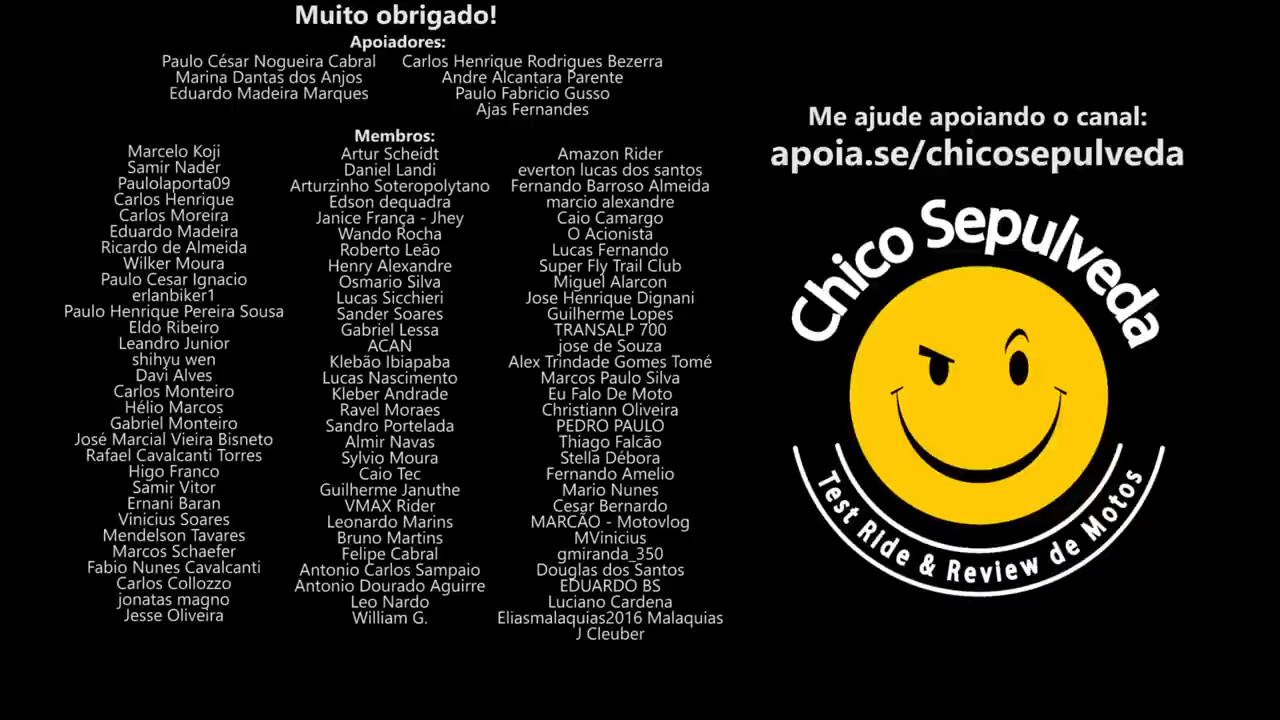 Muito obrigado!
Apoiadores:
Paulo César Nogueira Cabral
Marina Dantas dos Anjos
Eduardo Madeira Marques
Carlos Henrique Rodrigues Bezerra
Andre Alcantara Parente
Paulo Fabricio Gusso
Ajas Fernandes
Membros:
Marcelo Koji
Samir Nader
Paulolaporta09
Carlos Henrique
Carlos Moreira
Eduardo Madeira
Ricardo de Almeida
Wilker Moura
Paulo Cesar Ignacio
erlanbiker1
Paulo Henrique Pereira Sousa
Eldo Ribeiro
Leandro Junior
shihyu wen
Davi Alves
Carlos Monteiro
Hélio Marcos
Gabriel Monteiro
José Marcial Vieira Bisneto
Rafael Cavalcanti Torres
Higo Franco
Samir Vitor
Ernani Baran
Vinicius Soares
Mendelson Tavares
Marcos Schaefer
Fabio Nunes Cavalcanti
Carlos Collozzo
jonatas magno
Jesse Oliveira
Artur Scheidt
Daniel Landi
Arturzinho Soteropolytano
Edson dequadra
Janice França - Jhey
Wando Rocha
Roberto Leão
Henry Alexandre
Osmario Silva
Lucas Sicchieri
Sander Soares
Gabriel Lessa
ACAN
Klebão Ibiapaba
Lucas Nascimento
Kleber Andrade
Ravel Moraes
Sandro Portelada
Almir Navas
Sylvio Moura
Caio Tec
Guilherme Januthe
VMAX Rider
Leonardo Marins
Bruno Martins
Felipe Cabral
Antonio Carlos Sampaio
Antonio Dourado Aguirre
Leo Nardo
William G.
Amazon Rider
everton lucas dos santos
Fernando Barroso Almeida
marcio alexandre
Caio Camargo
O Acionista
Lucas Fernando
Super Fly Trail Club
Miguel Alarcon
Jose Henrique Dignani
Guilherme Lopes
TRANSALP 700
jose de Souza
Alex Trindade Gomes Tomé
Marcos Paulo Silva
Eu Falo De Moto
Christiann Oliveira
PEDRO PAULO
Thiago Falcão
Stella Débora
Fernando Amelio
Mario Nunes
Cesar Bernardo
MARCÃO - Motovlog
MVinicius
gmiranda_350
Douglas dos Santos
EDUARDO BS
Luciano Cardena
Eliasmalaquias2016 Malaquias
J Cleuber
Me ajude apoiando o canal:
apoia.se/chicosepulveda
Chico Sepulveda
Test Ride & Review de Motos